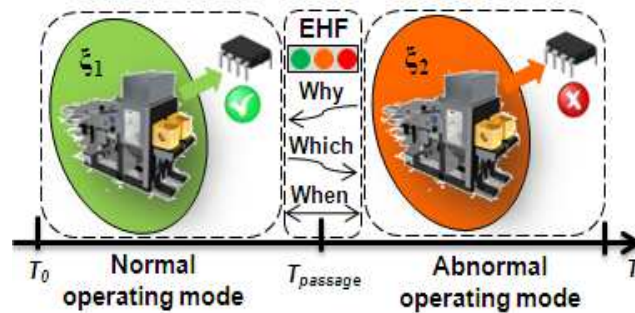 EHF
ξ1
ξ2
Why
Which
When
T0
Normal
operating mode
Tpassage
Abnormal
operating mode
T